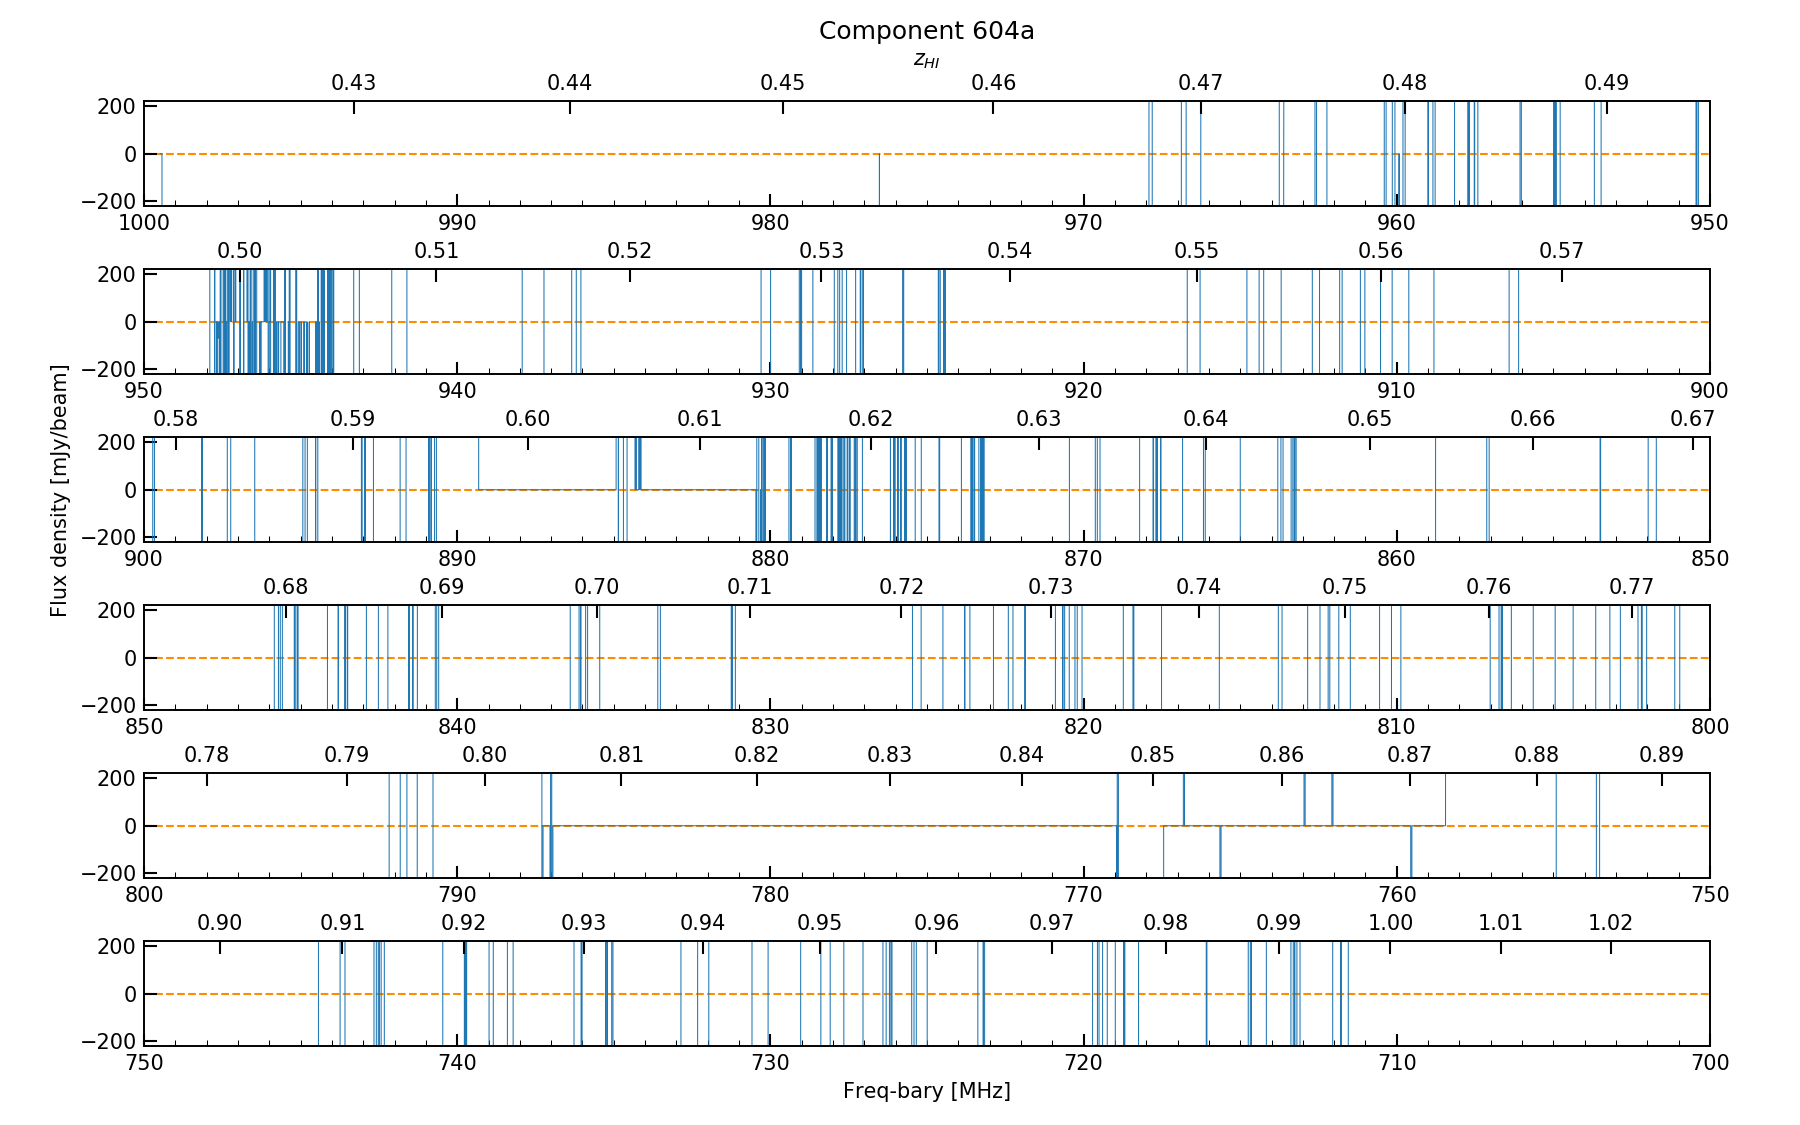 Component 604a
z_HI
0.43 0.44 0.45 0.46 0.47 0.48 0.49
200
0
−200
1000 990 980 970 960 950
0.50 0.51 0.52 0.53 0.54 0.55 0.56 0.57
200
0
−200
950 940 930 920 910 900
0.58 0.59 0.60 0.61 0.62 0.63 0.64 0.65 0.66 0.67
200
0
−200
900 890 880 870 860 850
0.68 0.69 0.70 0.71 0.72 0.73 0.74 0.75 0.76 0.77
200
0
−200
850 840 830 820 810 800
0.78 0.79 0.80 0.81 0.82 0.83 0.84 0.85 0.86 0.87 0.88 0.89
200
0
−200
800 790 780 770 760 750
0.90 0.91 0.92 0.93 0.94 0.95 0.96 0.97 0.98 0.99 1.00 1.01 1.02
200
0
−200
750 740 730 720 710 700
Flux density [mJy/beam]
Freq-bary [MHz]